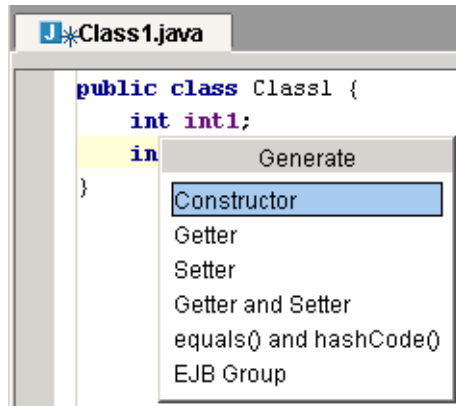 J Class1.java
public class Class1 {
int int1;
in
}
Generate
Constructor
Getter
Setter
Getter and Setter
equals() and hashCode()
EJB Group